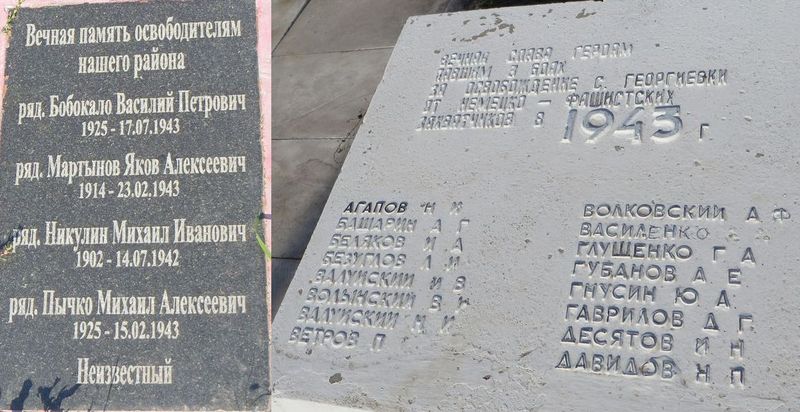 Вечная память освободителям
нашего района
ряд. Бобокало Василий Петрович
1925 - 17.07.1943
ряд. Мартынов Яков Алексеевич
1914 - 23.02.1943
ряд. Никулин Михаил Иванович
1902 - 14.07.1942
ряд. Пычко Михаил Алексеевич
1925 - 15.02.1943
Неизвестный
ВЕЧНАЯ СЛАВА ГЕРОЯМ
ПАВШИМ В БОЯХ
ЗА ОСВОБОЖДЕНИЕ С. ГЕОРГИЕВКИ
ОТ НЕМЕЦКО - ФАШИСТСКИХ
ЗАХВАТЧИКОВ В 1943 г
АГАПОВ Н И
БАШАРИН А Г
БЕЛЯКОВ И А
БЕЗУГЛОВ Л И
ВАЛУЙСКИЙ И В
ВОЛЫНСКИЙ В И
ВАЛУЙСКИЙ Н И
ВЕТРОВ П
ВОЛКОВСКИЙ А Ф
ВАСИЛЕНКО
ГЛУЩЕНКО Г А
ГУБАНОВ А Е
ГНУСИН Ю А
ГАВРИЛОВ Д Г
ДЕСЯТОВ И Н
ДАВИДОВ Н П